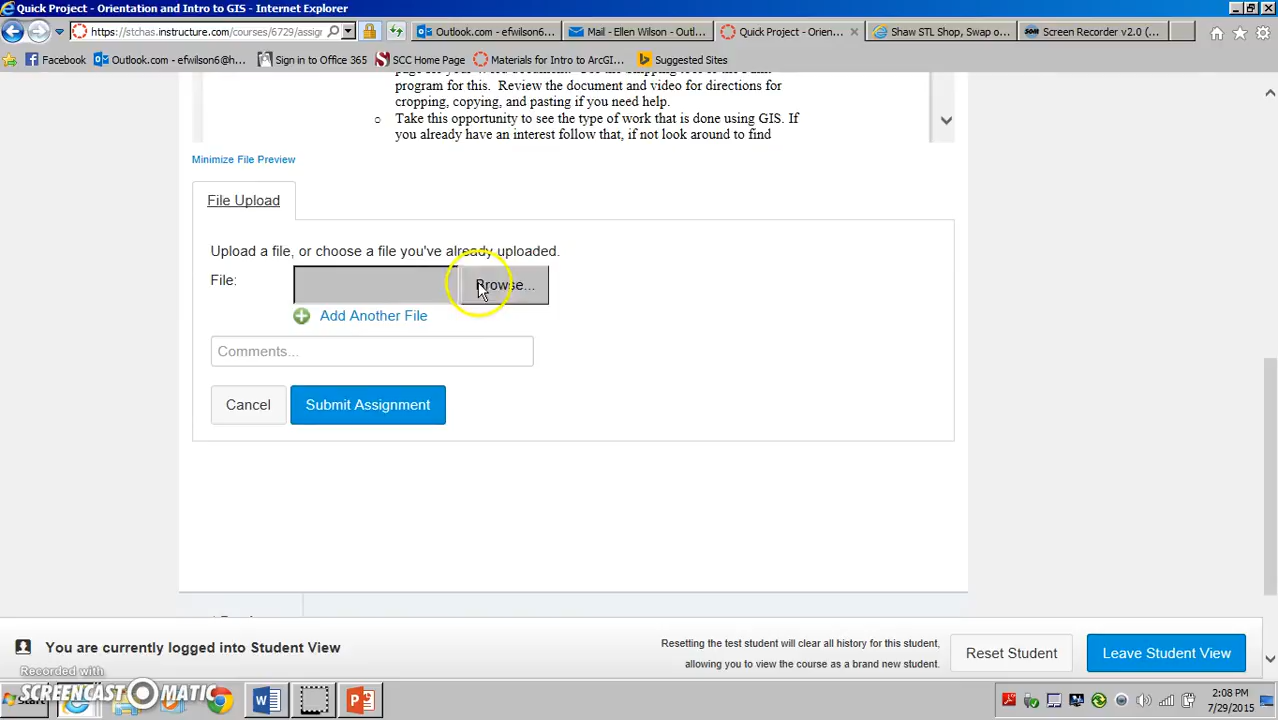 Quick Project - Orientation and Intro to GIS - Internet Explorer
https://stchas.instructure.com/courses/6729/assign
Outlook.com - efwilson6...
Mail - Ellen Wilson - Outl...
Quick Project - Orien...
Shaw STL Shop, Swap o...
Screen Recorder v2.0 (...
Facebook
Outlook.com - efwilson6@h...
Sign in to Office 365
SCC Home Page
Materials for Intro to ArcGI...
Suggested Sites
program for this. Review the document and video for directions for
cropping, copying, and pasting if you need help.
o Take this opportunity to see the type of work that is done using GIS. If
you already have an interest follow that, if not look around to find
Minimize File Preview
File Upload
Upload a file, or choose a file you've already uploaded.
File:
Browse...
Add Another File
Comments...
Cancel
Submit Assignment
You are currently logged into Student View
Resetting the test student will clear all history for this student,
allowing you to view the course as a brand new student.
Reset Student
Leave Student View
Recorded with
SCREENCAST-O-MATIC
Start
2:08 PM
7/29/2015